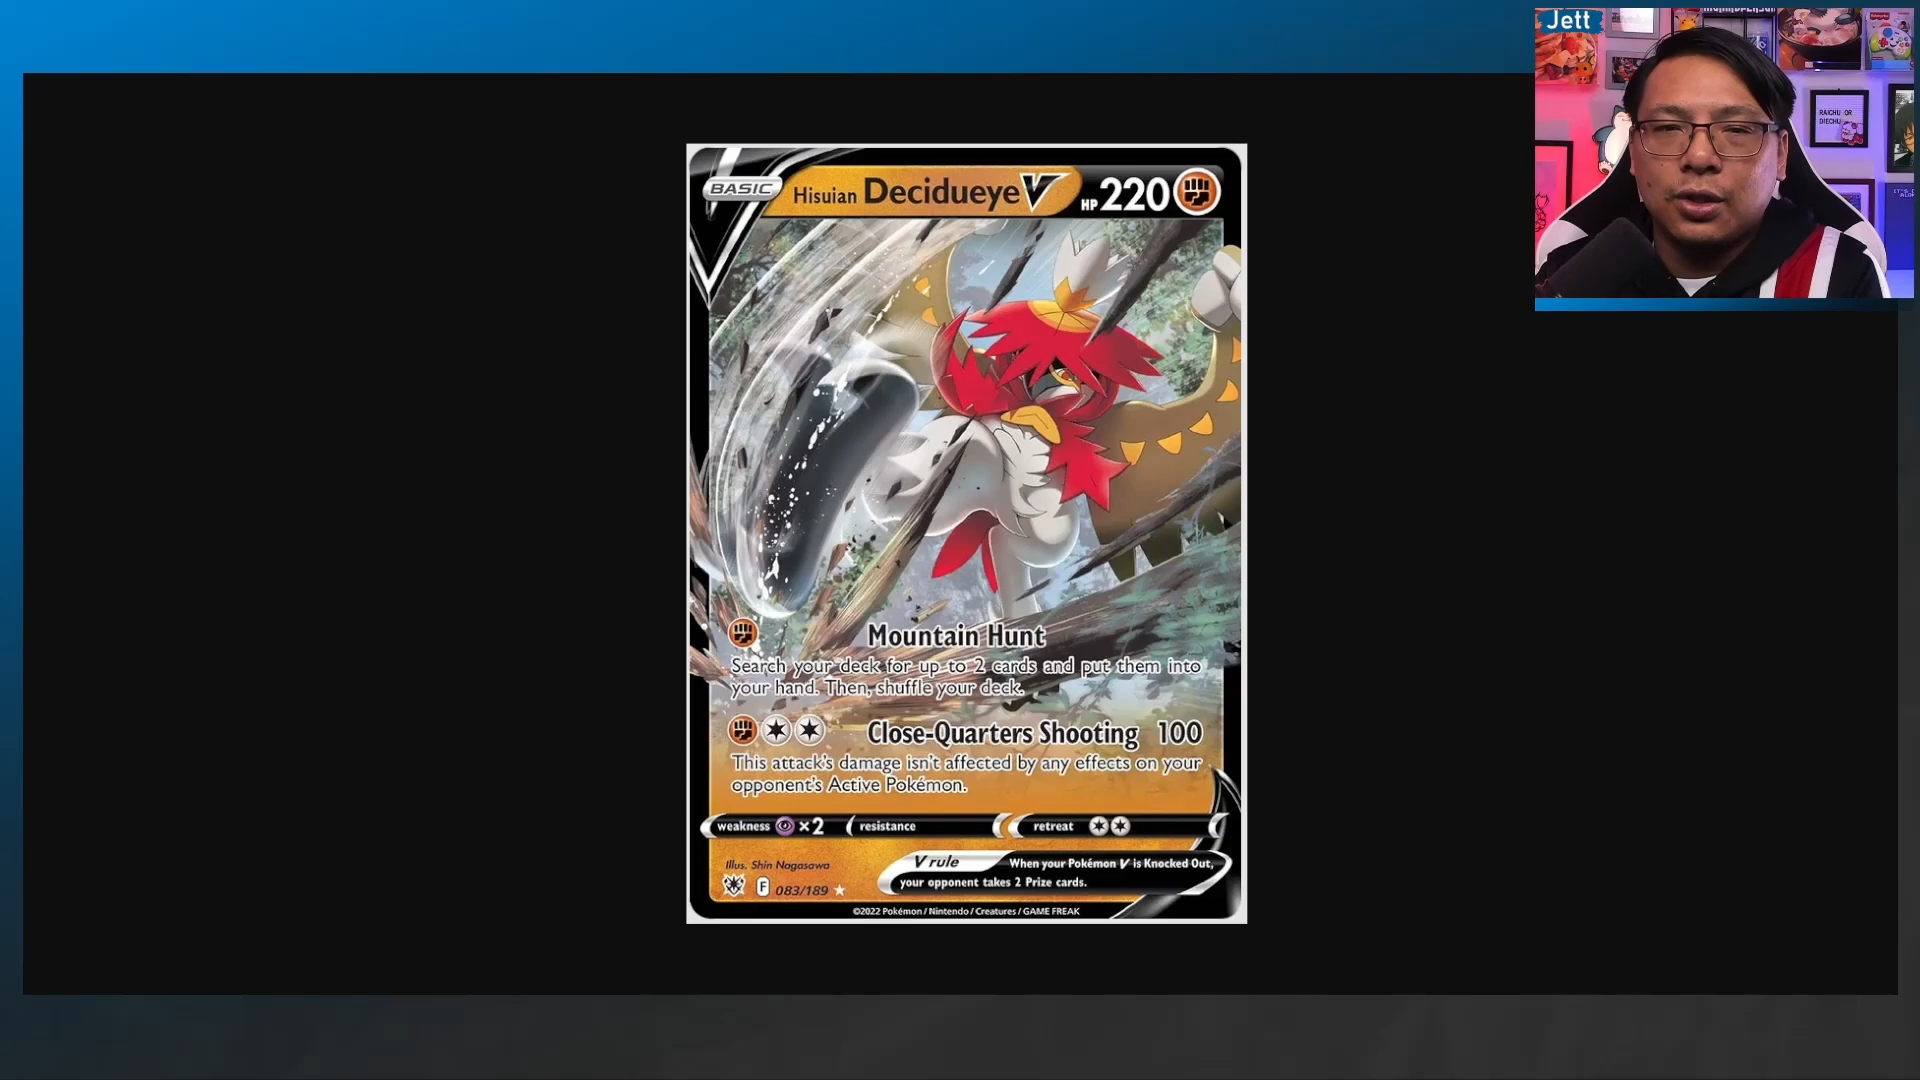 Jett
RAICHU OR
DIECHU
BASIC
Hisuian Decidueye V HP 220
Mountain Hunt
Search your deck for up to 2 cards and put them into
your hand. Then, shuffle your deck.
Close-Quarters Shooting 100
This attack's damage isn't affected by any effects on your
opponent's Active Pokémon.
weakness ×2 resistance retreat
Illus. Shin Nagasawa
F 083/189
V rule When your Pokémon V is Knocked Out,
your opponent takes 2 Prize cards.
©2022 Pokémon / Nintendo / Creatures / GAME FREAK